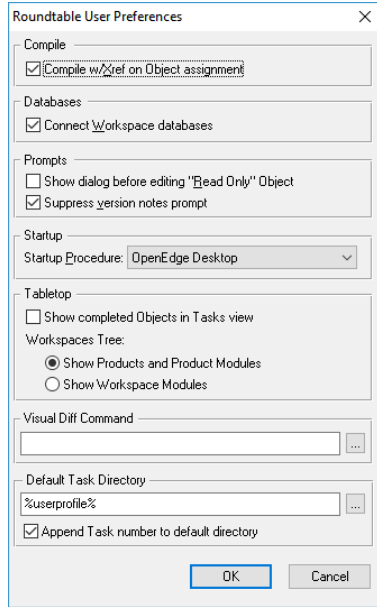 Roundtable User Preferences
Compile
Compile w/Xref on Object assignment
Databases
Connect Workspace databases
Prompts
Show dialog before editing "Read Only" Object
Suppress version notes prompt
Startup
Startup Procedure: OpenEdge Desktop
Tabletop
Show completed Objects in Tasks view
Workspaces Tree:
Show Products and Product Modules
Show Workspace Modules
Visual Diff Command
...
Default Task Directory
%userprofile% ...
Append Task number to default directory
OK Cancel